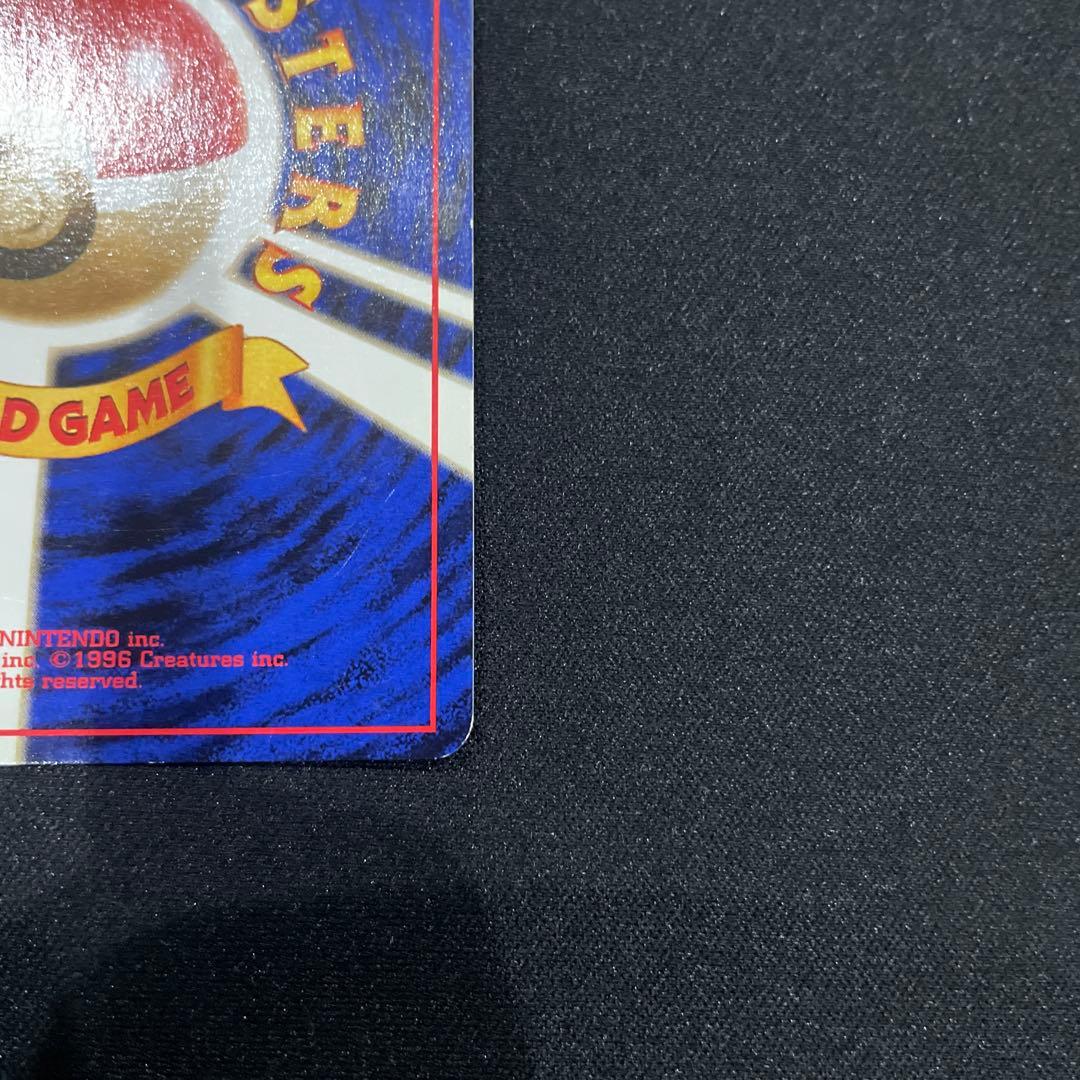 STERS
D GAME
NINTENDO inc.
inc. ©1996 Creatures inc.
hts reserved.